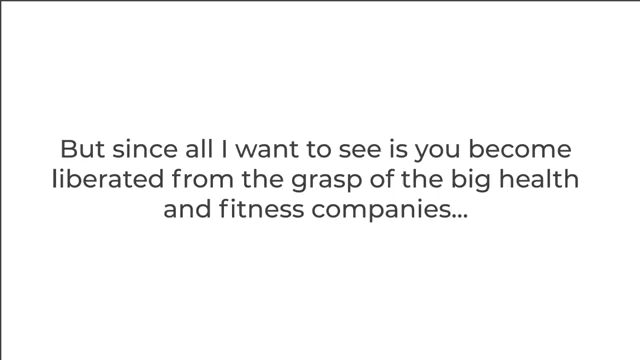 But since all I want to see is you become
liberated from the grasp of the big health
and fitness companies...